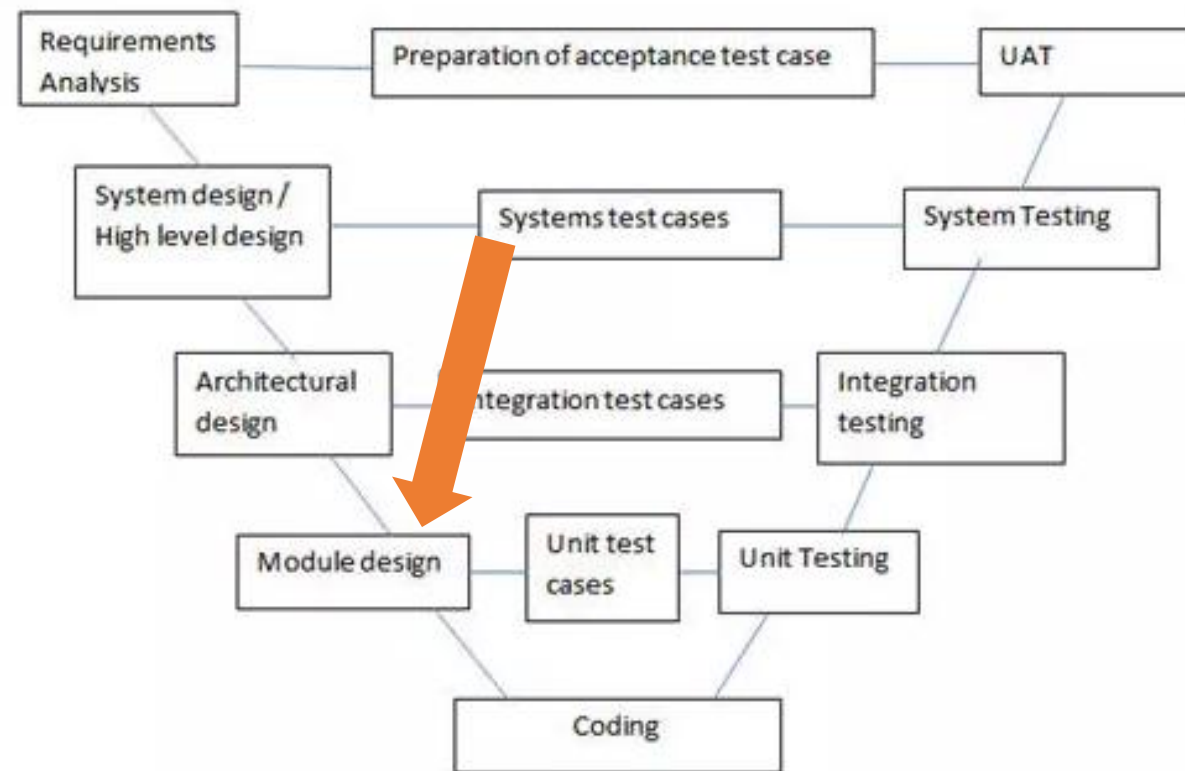 Requirements
Analysis
Preparation of acceptance test case
UAT
System design /
High level design
Systems test cases
System Testing
Architectural
design
ntegration test cases
Integration
testing
Module design
Unit test
cases
Unit Testing
Coding